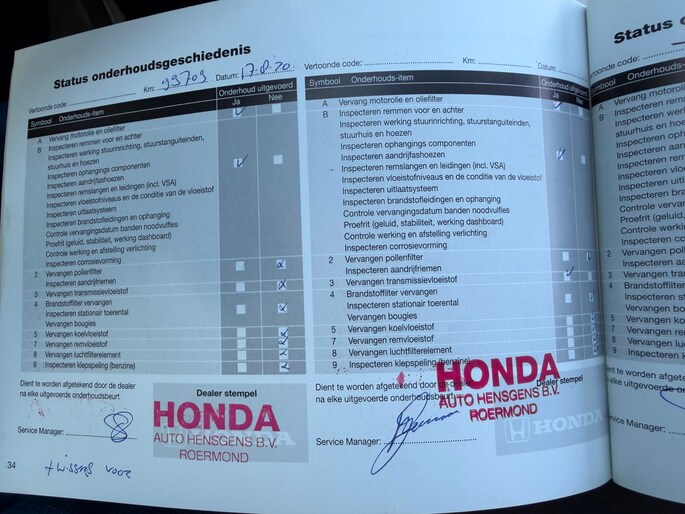 Status onderhoudsgeschiedenis
Vertoonde code: Km: 99709 Datum: 17.8.20
Symbool Onderhouds-item Onderhoud uitgevoerd
Ja Nee
A Vervang motorolie en oliefilter
B Inspecteren remmen voor en achter
Inspecteren werking stuurinrichting, stuurstanguiteinden,
stuurhuis en hoezen
Inspecteren ophangings componenten
Inspecteren aandrijfashoezen
Inspecteren remslangen en leidingen (incl. VSA)
Inspecteren vloeistofniveaus en de conditie van de vloeistof
Inspecteren uitlaatsysteem
Inspecteren brandstofleidingen en ophanging
Controle vervangingsdatum banden noodvulfles
Proefrit (geluid, stabiliteit, werking dashboard)
Controle werking en afstelling verlichting
Inspecteren corrosievorming
2 Vervangen pollenfilter
Inspecteren aandrijfriemen
3 Vervangen transmissievloeistof
4 Brandstoffilter vervangen
Inspecteren stationair toerental
Vervangen bougies
5 Vervangen koelvloeistof
7 Vervangen remvloeistof
8 Vervangen luchtfilterelement
9 Inspecteren klepspeling (benzine)
Dient te worden afgetekend door de dealer
na elke uitgevoerde onderhoudsbeurt
Dealer stempel
HONDA
AUTO HENSGENS B.V.
ROERMOND
Service Manager:
34
Vertoonde code: Km: Datum:
Symbool Onderhouds-item Onderhoud uitgevoerd
Ja Nee
A Vervang motorolie en oliefilter
B Inspecteren remmen voor en achter
Inspecteren werking stuurinrichting, stuurstanguiteinden,
stuurhuis en hoezen
Inspecteren ophangings componenten
Inspecteren aandrijfashoezen
Inspecteren remslangen en leidingen (incl. VSA)
Inspecteren vloeistofniveaus en de conditie van de vloeistof
Inspecteren uitlaatsysteem
Inspecteren brandstofleidingen en ophanging
Controle vervangingsdatum banden noodvulfles
Proefrit (geluid, stabiliteit, werking dashboard)
Controle werking en afstelling verlichting
Inspecteren corrosievorming
2 Vervangen pollenfilter
Inspecteren aandrijfriemen
3 Vervangen transmissievloeistof
4 Brandstoffilter vervangen
Inspecteren stationair toerental
Vervangen bougies
5 Vervangen koelvloeistof
7 Vervangen remvloeistof
8 Vervangen luchtfilterelement
9 Inspecteren klepspeling (benzine)
Dient te worden afgetekend door de dealer
na elke uitgevoerde onderhoudsbeurt
Dealer stempel
HONDA
AUTO HENSGENS B.V.
ROERMOND
HONDA
Service Manager: